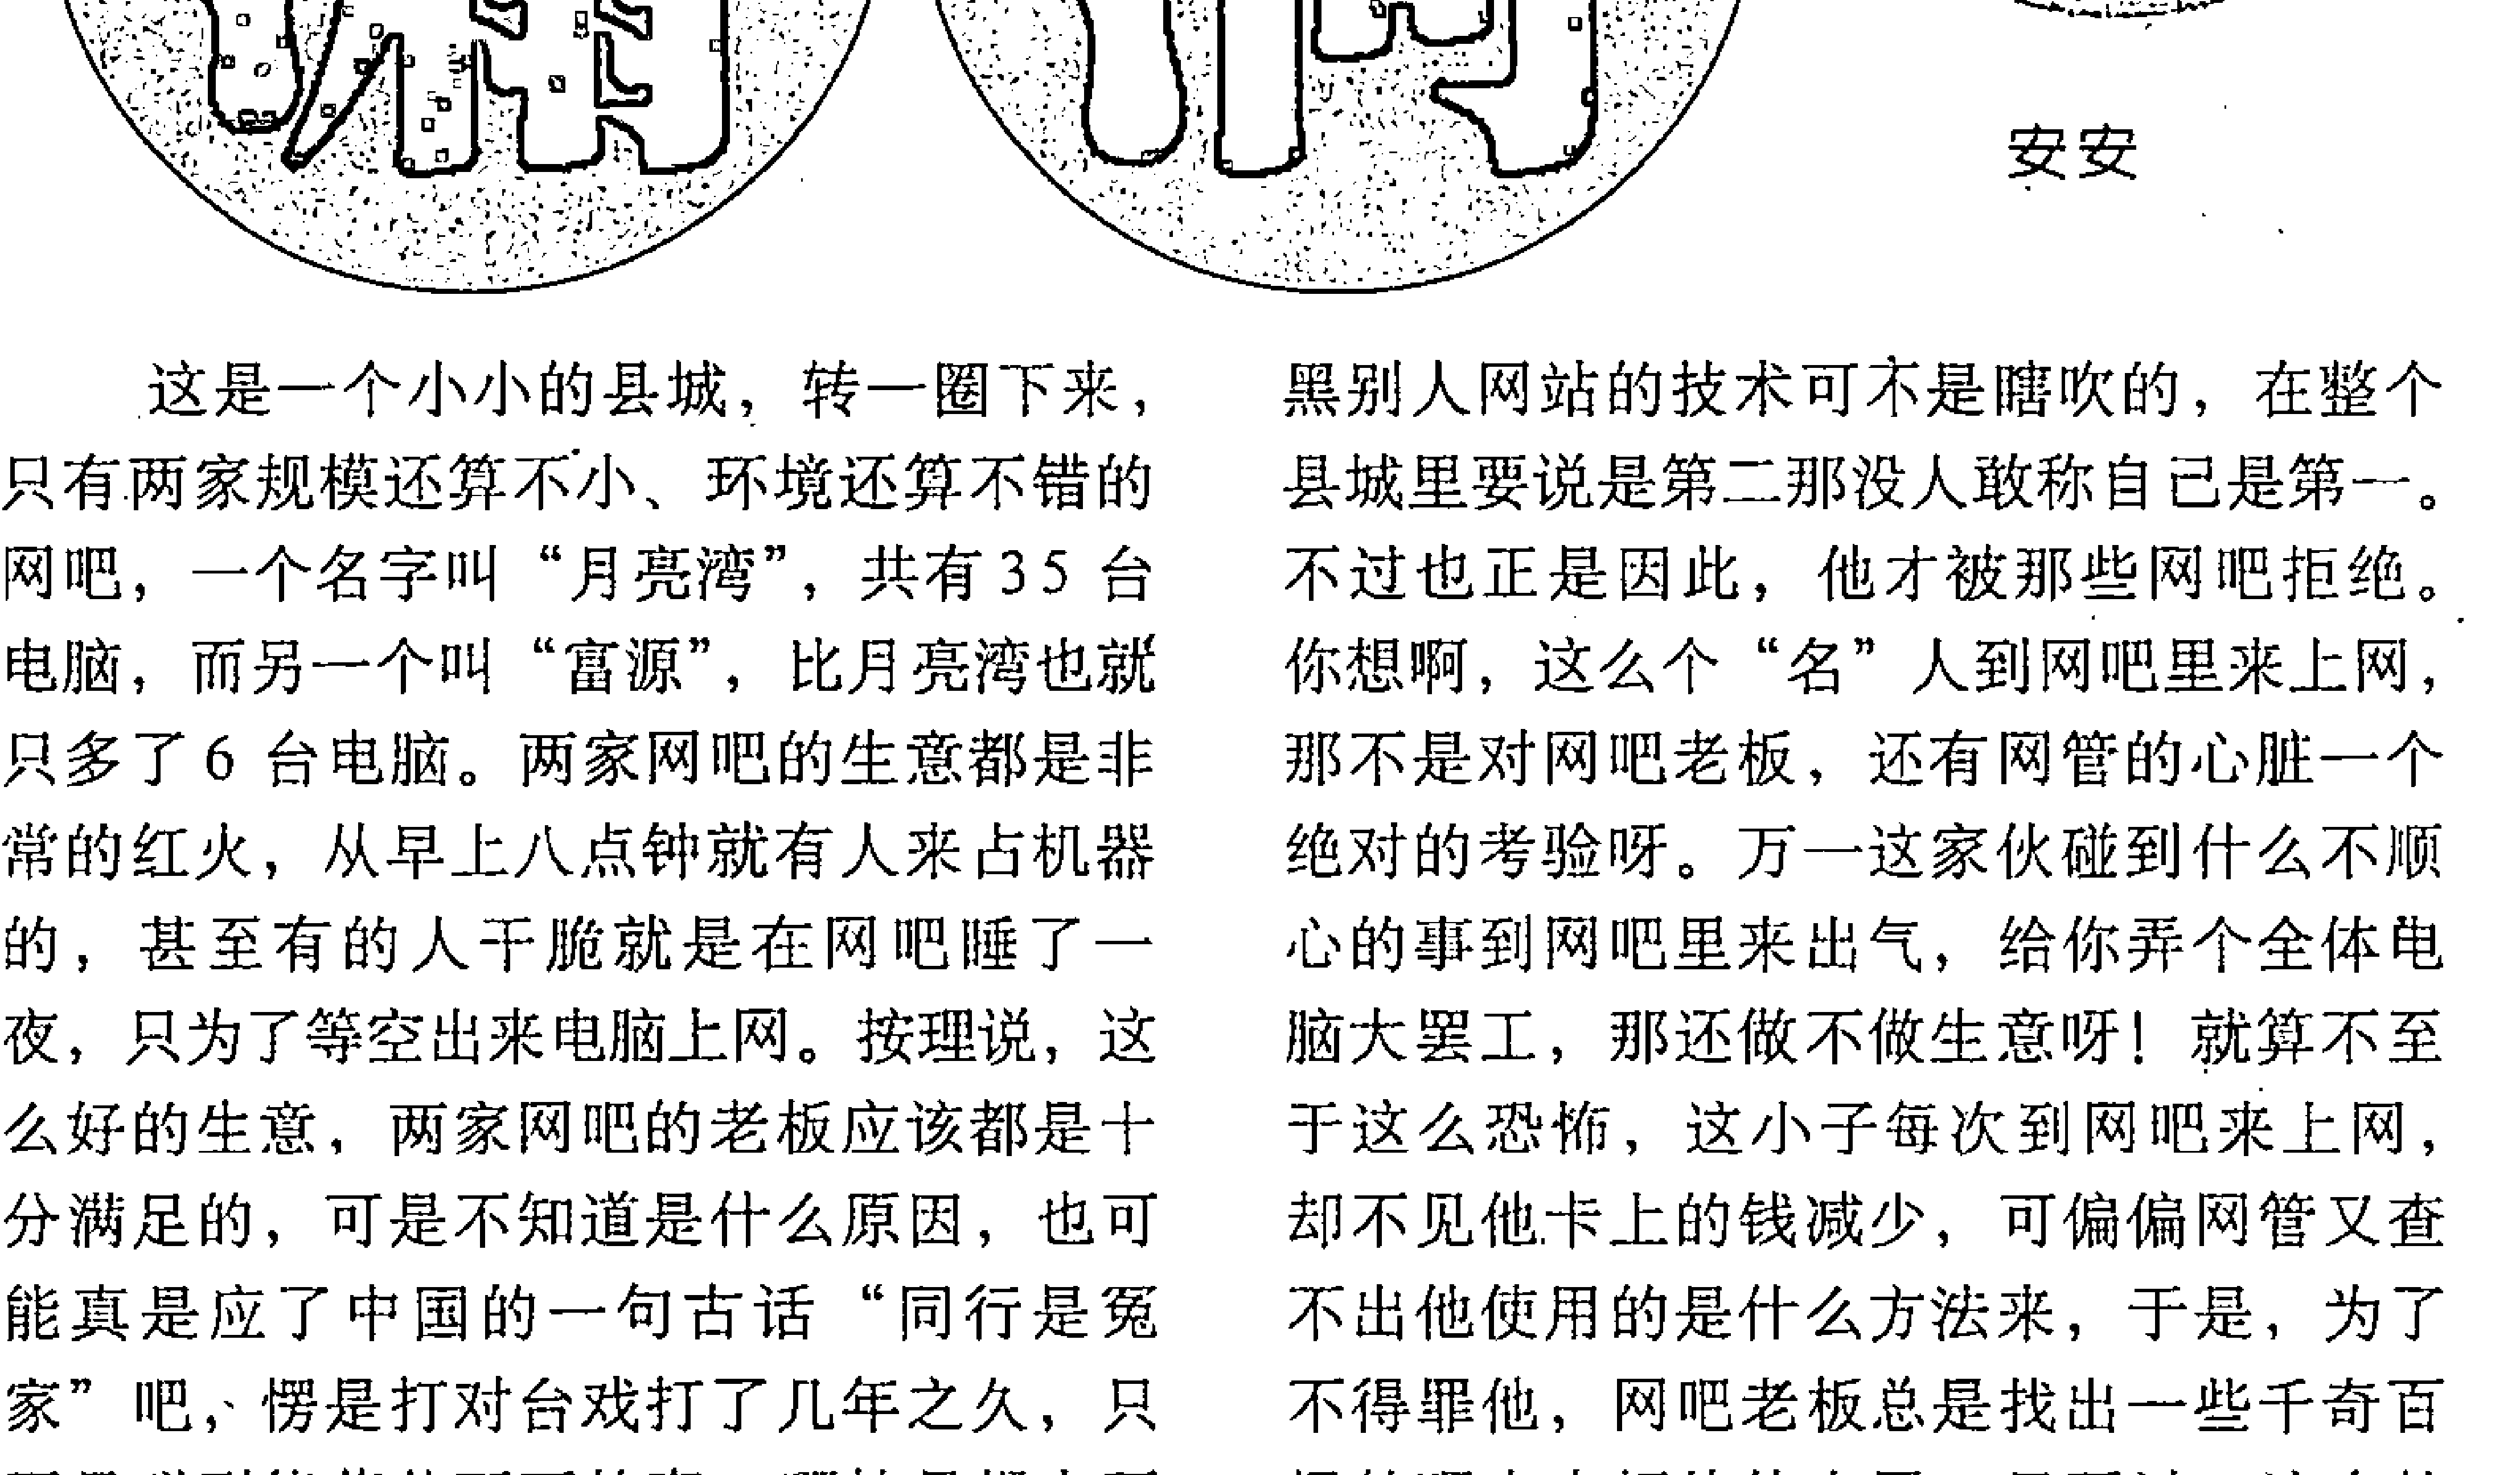 安安
这是一个小小的县城，转一圈下来，
只有两家规模还算不小、环境还算不错的
网吧，一个名字叫“月亮湾”，共有35台
电脑，而另一个叫“富源”，比月亮湾也就
只多了6台电脑。两家网吧的生意都是非
常的红火，从早上八点钟就有人来占机器
的，甚至有的人干脆就是在网吧睡了一
夜，只为了等空出来电脑上网。按理说，这
么好的生意，两家网吧的老板应该都是十
分满足的，可是不知道是什么原因，也可
能真是应了中国的一句古话“同行是冤
家”吧，愣是打对台戏打了几年之久，只
黑别人网站的技术可不是瞎吹的，在整个
县城里要说是第二那没人敢称自己是第一。
不过也正是因此，他才被那些网吧拒绝。
你想啊，这么个“名”人到网吧里来上网，
那不是对网吧老板，还有网管的心脏一个
绝对的考验呀。万一这家伙碰到什么不顺
心的事到网吧里来出气，给你弄个全体电
脑大罢工，那还做不做生意呀！就算不至
于这么恐怖，这小子每次到网吧来上网，
却不见他卡上的钱减少，可偏偏网管又查
不出他使用的是什么方法来，于是，为了
不得罪他，网吧老板总是找出一些千奇百